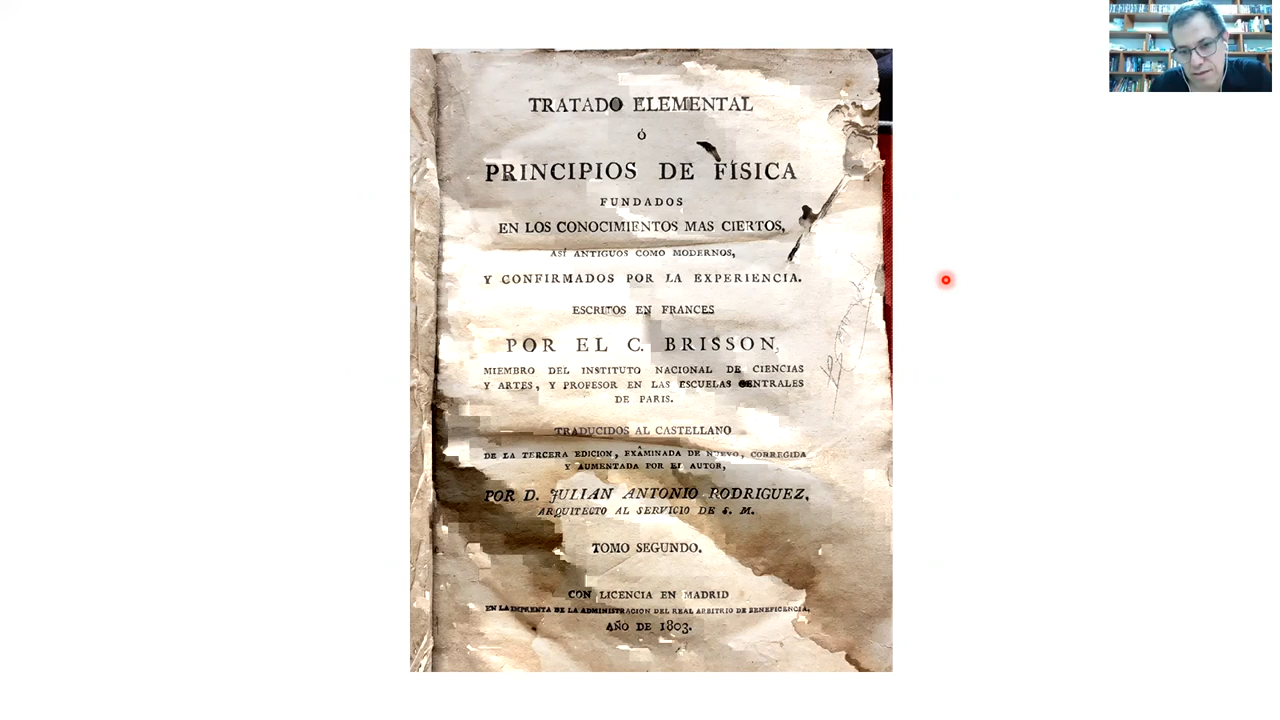 TRATADO ELEMENTAL
Ó
PRINCIPIOS DE FÍSICA
FUNDADOS
EN LOS CONOCIMIENTOS MAS CIERTOS,
ASÍ ANTIGUOS COMO MODERNOS,
Y CONFIRMADOS POR LA EXPERIENCIA.
ESCRITOS EN FRANCES
POR EL C. BRISSON,
MIEMBRO DEL INSTITUTO NACIONAL DE CIENCIAS
Y ARTES, Y PROFESOR EN LAS ESCUELAS CENTRALES
DE PARIS.
TRADUCIDOS AL CASTELLANO
DE LA TERCERA EDICION, EXÂMINADA DE NUEVO, CORREGIDA
Y AUMENTADA POR EL AUTOR,
POR D. JULIAN ANTONIO RODRIGUEZ,
ARQUITECTO AL SERVICIO DE S. M.
TOMO SEGUNDO.
CON LICENCIA EN MADRID
EN LA IMPRENTA DE LA ADMINISTRACION DEL REAL ARBITRIO DE BENEFICENCIA.
AÑO DE 1803.